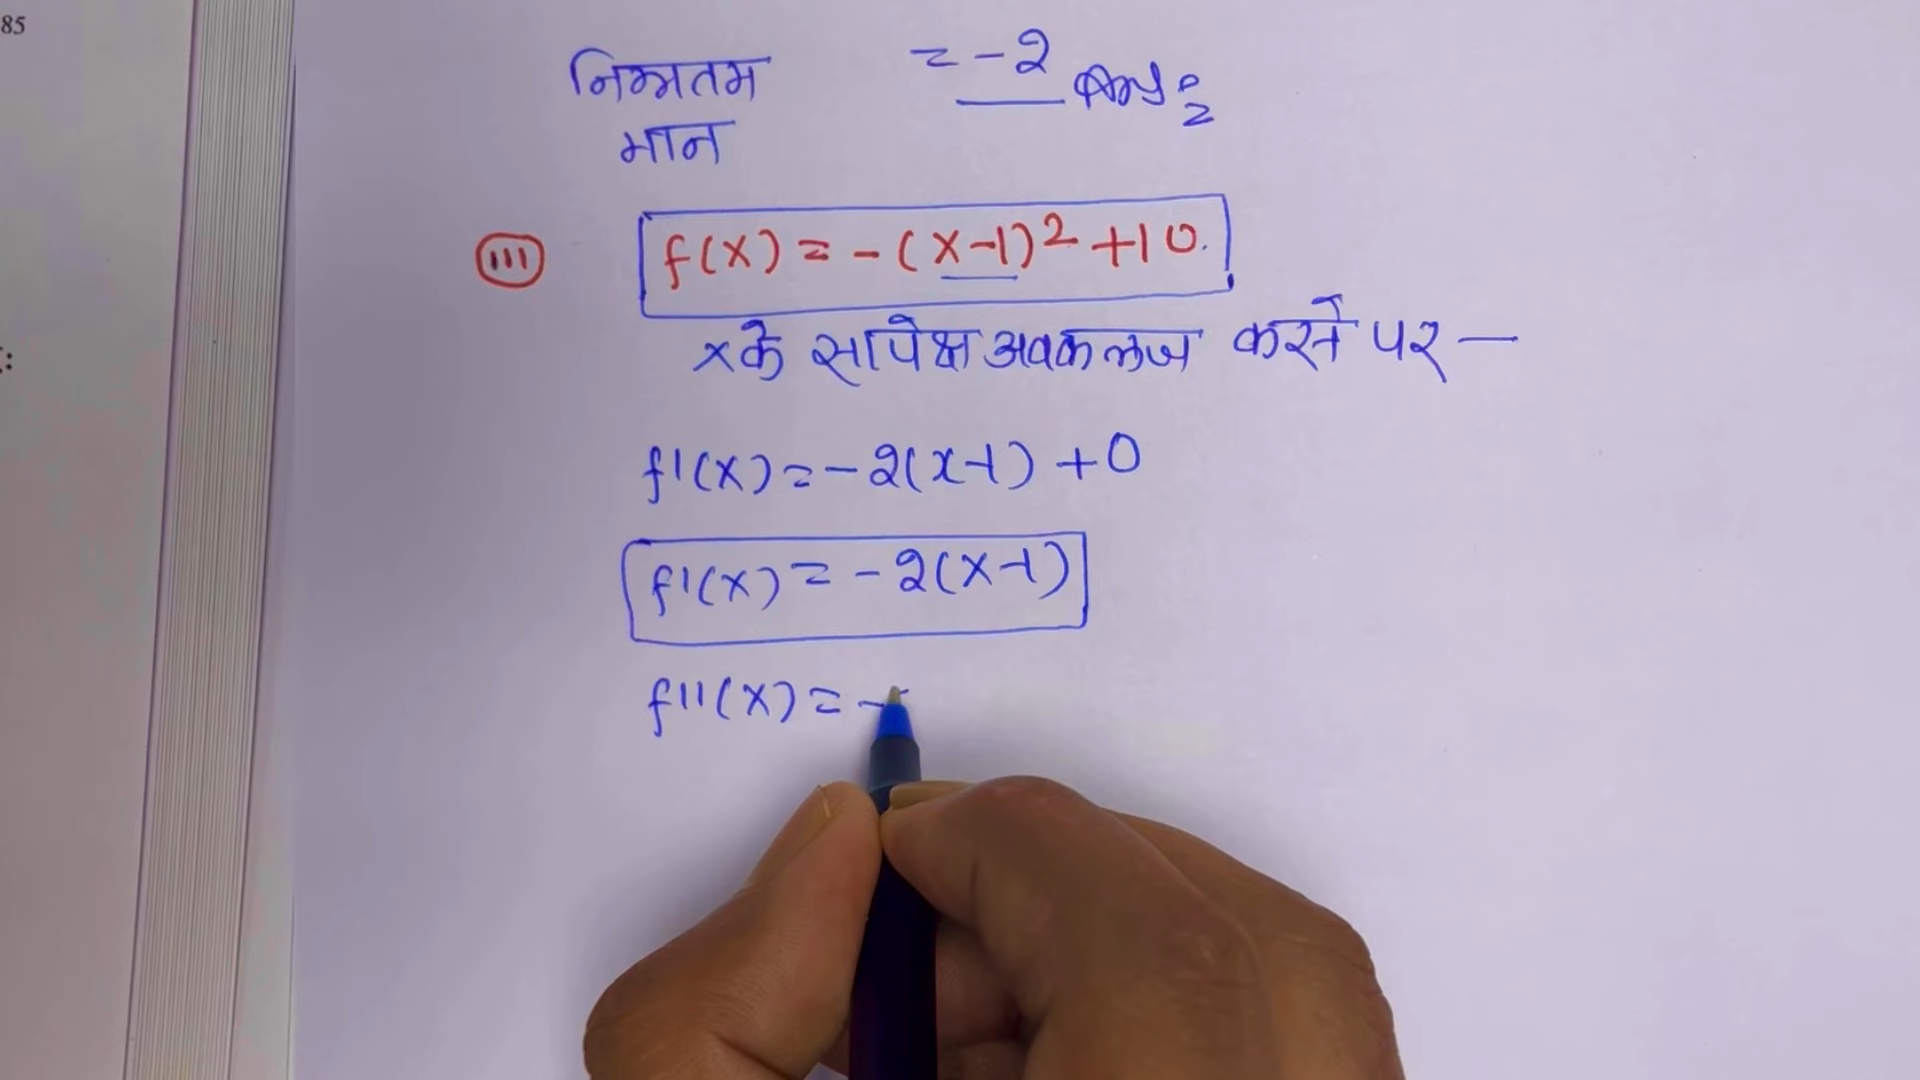 85
:
निम्नतम = -2 Ans
मान
(iii) f(x) = -(x-1)² +10.
x के सापेक्ष अवकलज करने पर —
f'(x) = -2(x-1) +0
f'(x) = -2(x-1)
f''(x) = -